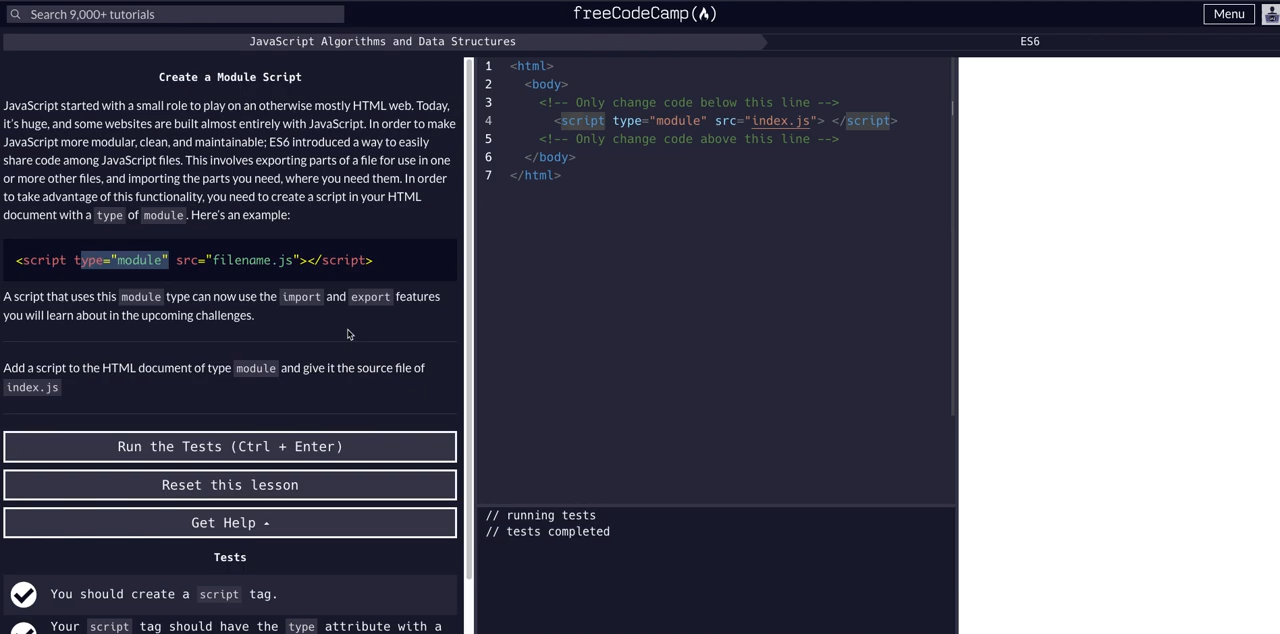 Search 9,000+ tutorials
freeCodeCamp
Menu
JavaScript Algorithms and Data Structures
ES6
Create a Module Script
JavaScript started with a small role to play on an otherwise mostly HTML web. Today,
it's huge, and some websites are built almost entirely with JavaScript. In order to make
JavaScript more modular, clean, and maintainable; ES6 introduced a way to easily
share code among JavaScript files. This involves exporting parts of a file for use in one
or more other files, and importing the parts you need, where you need them. In order
to take advantage of this functionality, you need to create a script in your HTML
document with a type of module. Here's an example:
<script type="module" src="filename.js"></script>
A script that uses this module type can now use the import and export features
you will learn about in the upcoming challenges.
Add a script to the HTML document of type module and give it the source file of
index.js
Run the Tests (Ctrl + Enter)
Reset this lesson
Get Help
Tests
You should create a script tag.
Your script tag should have the type attribute with a
1 <html>
2 <body>
3 <!-- Only change code below this line -->
4 <script type="module" src="index.js"> </script>
5 <!-- Only change code above this line -->
6 </body>
7 </html>
// running tests
// tests completed